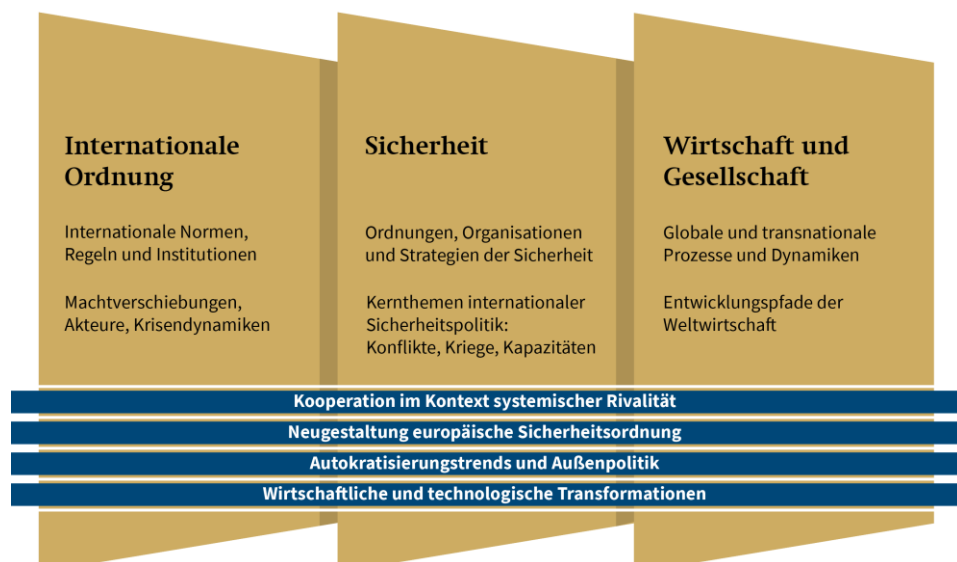 Internationale
Ordnung
Internationale Normen,
Regeln und Institutionen
Machtverschiebungen,
Akteure, Krisendynamiken
Sicherheit
Ordnungen, Organisationen
und Strategien der Sicherheit
Kernthemen internationaler
Sicherheitspolitik:
Konflikte, Kriege, Kapazitäten
Wirtschaft und
Gesellschaft
Globale und transnationale
Prozesse und Dynamiken
Entwicklungspfade der
Weltwirtschaft
Kooperation im Kontext systemischer Rivalität
Neugestaltung europäische Sicherheitsordnung
Autokratisierungstrends und Außenpolitik
Wirtschaftliche und technologische Transformationen